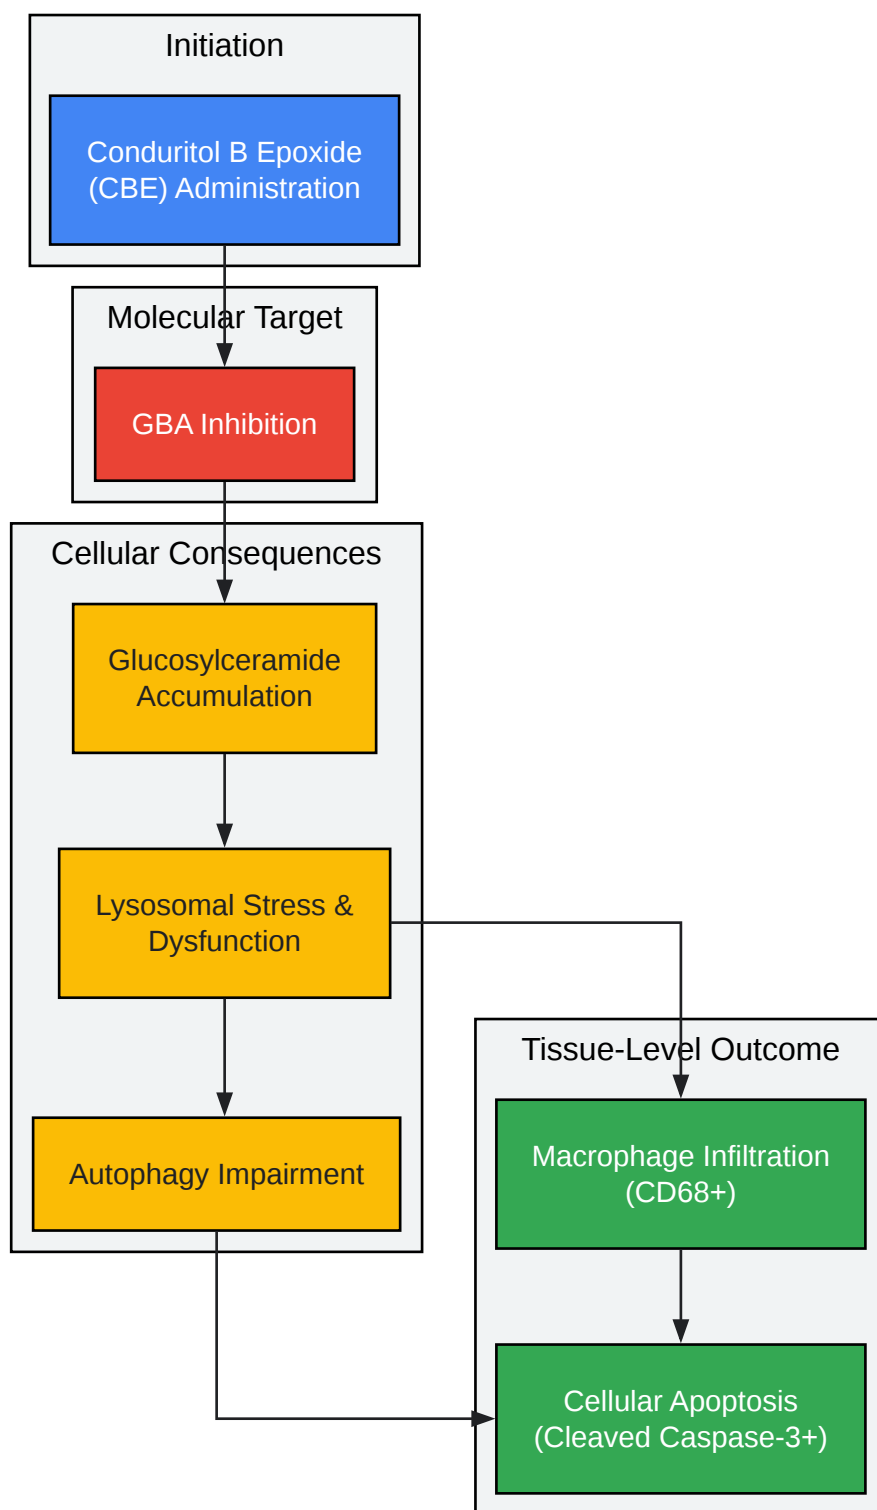 Initiation
Conduritol B Epoxide
(CBE) Administration
Molecular Target
GBA Inhibition
Cellular Consequences
Glucosylceramide
Accumulation
Lysosomal Stress &
Dysfunction
Autophagy Impairment
Tissue-Level Outcome
Macrophage Infiltration
(CD68+)
Cellular Apoptosis
(Cleaved Caspase-3+)